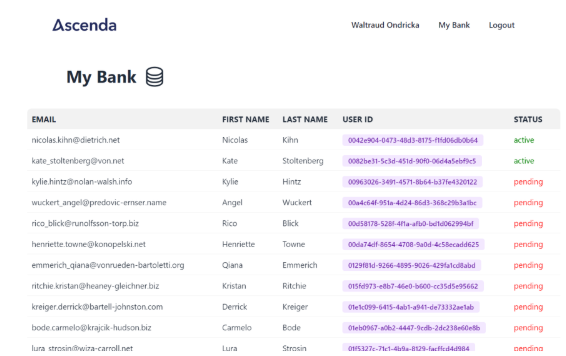 Ascenda
Waltraud Ondricka My Bank Logout
My Bank
EMAIL FIRST NAME LAST NAME USER ID STATUS
nicolas.kihn@dietrich.net Nicolas Kihn 0042e904-0473-48d3-8175-f1fd06db0b64 active
kate_stoltenberg@von.net Kate Stoltenberg 0082be31-5c3d-451d-90f0-06d4a5ebf9c5 active
kylie.hintz@nolan-walsh.info Kylie Hintz 00963026-3491-4571-8b64-b37fe4320122 pending
wuckert_angel@predovic-ernser.name Angel Wuckert 00a4c64f-951a-4d24-86d3-368c29b3a1bc pending
rico_blick@runolfsson-torp.biz Rico Blick 00d58178-528f-4f1a-afb0-bd1d062994bf pending
henriette.towne@konopelski.net Henriette Towne 00da74df-8654-4708-9a0d-4c58ecadd625 pending
emmerich_qiana@vonrueden-bartoletti.org Qiana Emmerich 0129f81d-9266-4895-9026-429fa1cd8abd pending
ritchie.kristan@heaney-gleichner.biz Kristan Ritchie 015fd973-e8b7-46e0-b600-cc35d5e95662 pending
kreiger.derrick@bartell-johnston.com Derrick Kreiger 01e1c099-6415-4ab1-a941-de73332ae1ab pending
bode.carmelo@krajcik-hudson.biz Carmelo Bode 01eb0967-a0b2-4447-9cdb-2dc238e60e8b pending
lura_strosin@wiza-carroll.net Lura Strosin 01f5327c-71c1-4b9a-8129-facffcd4d984 pending